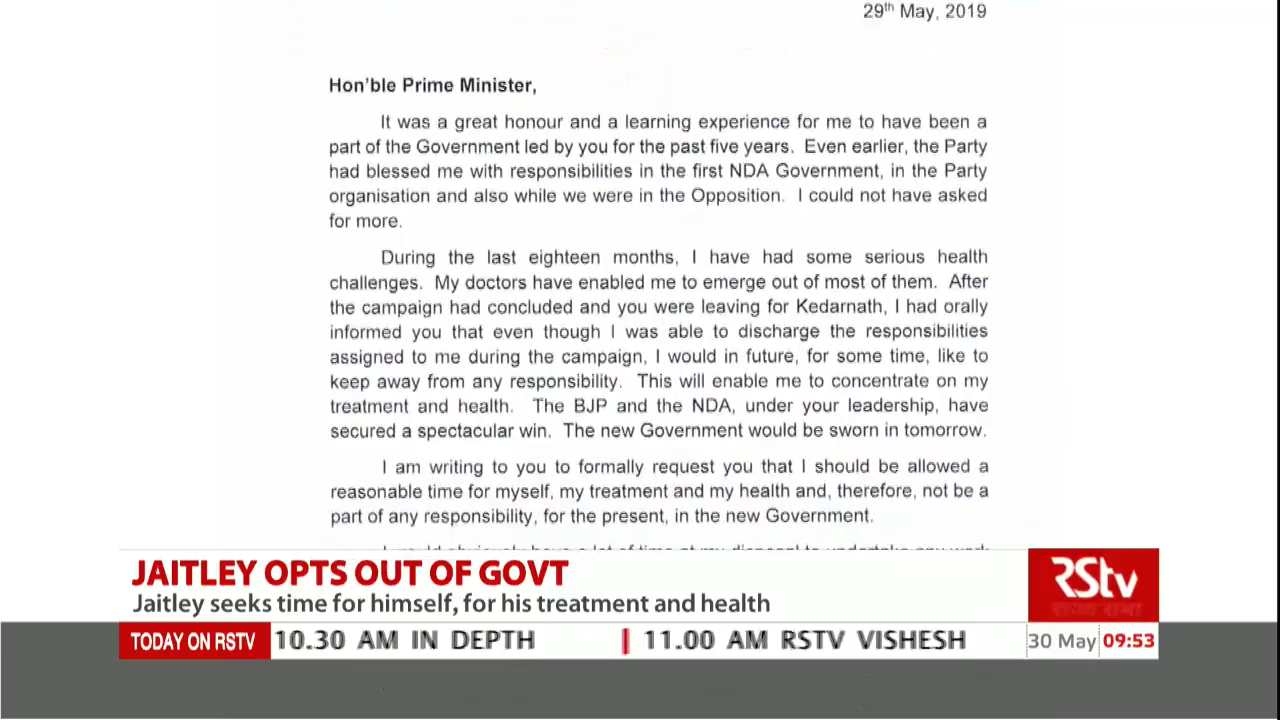 29th May, 2019
Hon'ble Prime Minister,
It was a great honour and a learning experience for me to have been a
part of the Government led by you for the past five years. Even earlier, the Party
had blessed me with responsibilities in the first NDA Government, in the Party
organisation and also while we were in the Opposition. I could not have asked
for more.
During the last eighteen months, I have had some serious health
challenges. My doctors have enabled me to emerge out of most of them. After
the campaign had concluded and you were leaving for Kedarnath, I had orally
informed you that even though I was able to discharge the responsibilities
assigned to me during the campaign, I would in future, for some time, like to
keep away from any responsibility. This will enable me to concentrate on my
treatment and health. The BJP and the NDA, under your leadership, have
secured a spectacular win. The new Government would be sworn in tomorrow.
I am writing to you to formally request you that I should be allowed a
reasonable time for myself, my treatment and my health and, therefore, not be a
part of any responsibility, for the present, in the new Government.
JAITLEY OPTS OUT OF GOVT
Jaitley seeks time for himself, for his treatment and health
RStv
TODAY ON RSTV 10.30 AM IN DEPTH | 11.00 AM RSTV VISHESH 30 May 09:53